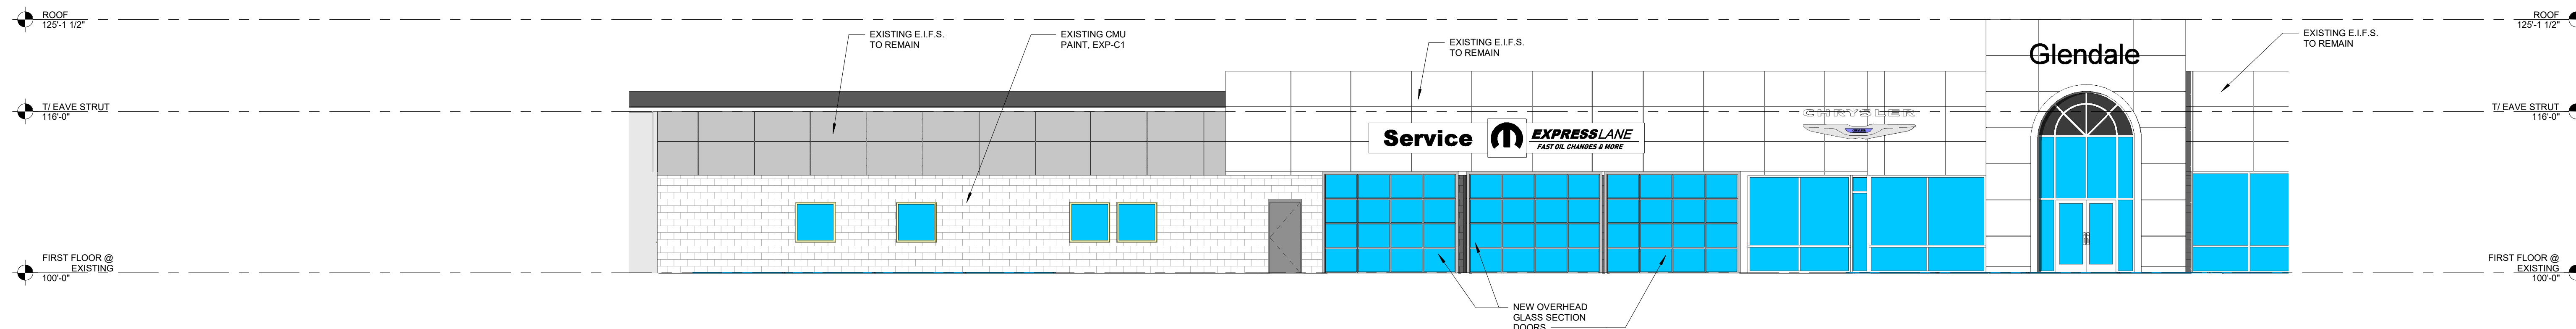 ROOF
125'-1 1/2"
T/ EAVE STRUT
116'-0"
FIRST FLOOR @
EXISTING
100'-0"
EXISTING E.I.F.S.
TO REMAIN
EXISTING CMU
PAINT, EXP-C1
EXISTING E.I.F.S.
TO REMAIN
Service
EXPRESSLANE
FAST OIL CHANGES & MORE
CHRYSLER
Glendale
EXISTING E.I.F.S.
TO REMAIN
NEW OVERHEAD
GLASS SECTION
DOORS
ROOF
125'-1 1/2"
T/ EAVE STRUT
116'-0"
FIRST FLOOR @
EXISTING
100'-0"